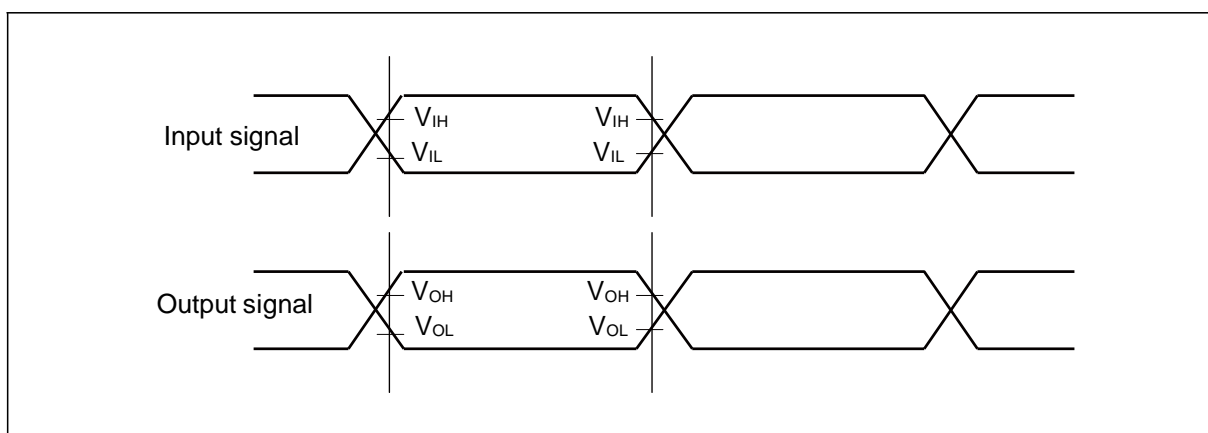 VIH VIH
Input signal
VIL VIL
VOH VOH
Output signal
VOL VOL